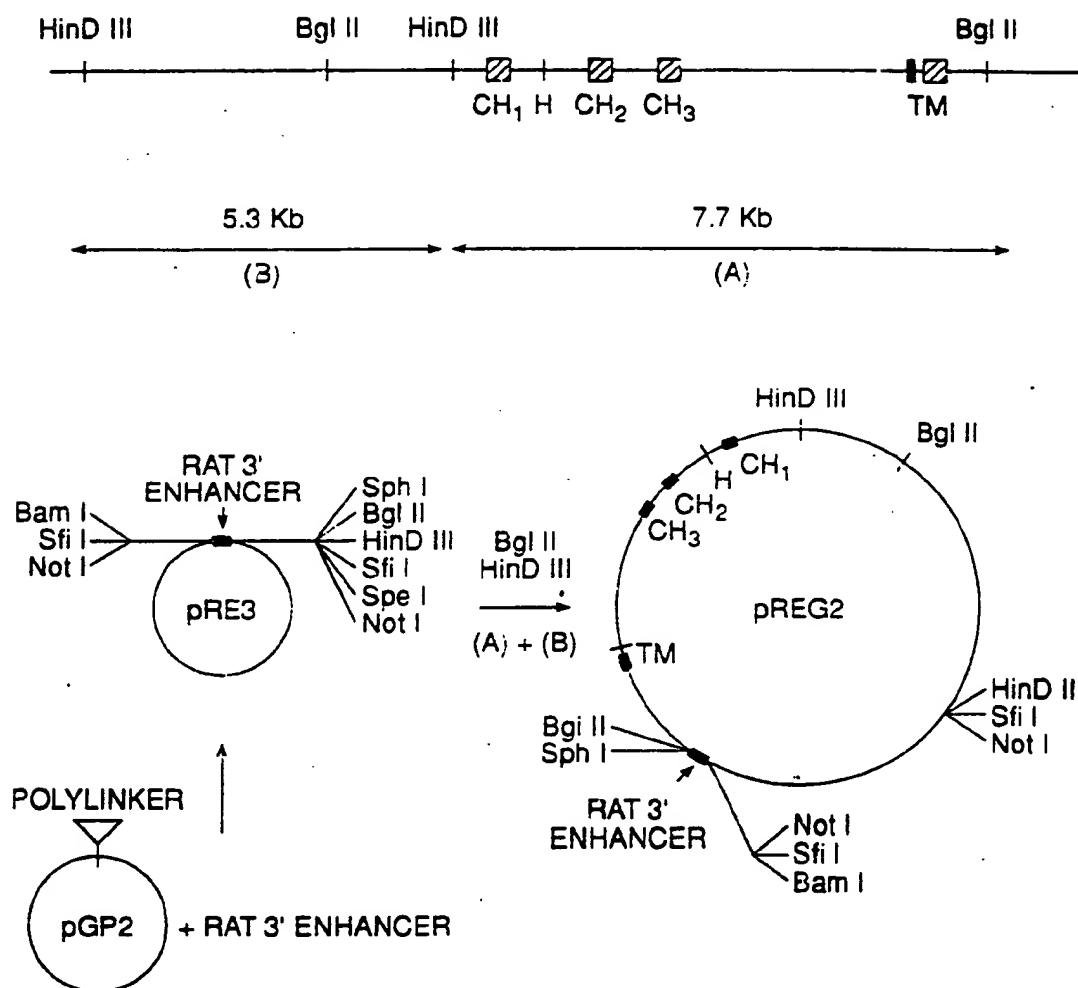 HinD III Bgl II HinD III Bgl II
CH1 H CH2 CH3 TM
5.3 Kb 7.7 Kb
(B) (A)
HinD III
Bgl II
CH1
H
CH2
CH3
RAT 3'
ENHANCER
Bam I
Sfi I
Not I
Sph I
Bgl II
HinD III
Sfi I
Spe I
Not I
pRE3
Bgl II
HinD III
(A) + (B)
pREG2
TM
Bgl II
Sph I
RAT 3'
ENHANCER
HinD II
Sfi I
Not I
Not I
Sfi I
Bam I
POLYLINKER
pGP2 + RAT 3' ENHANCER